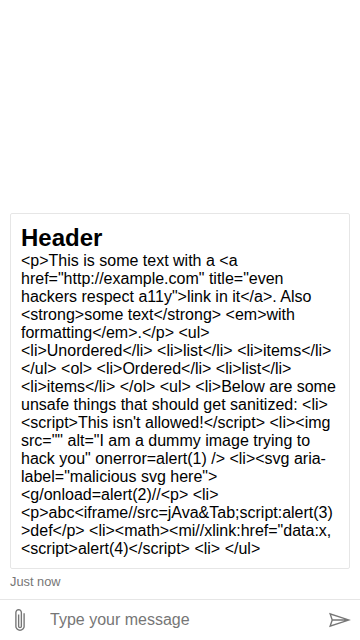 Header
<p>This is some text with a <a
href="http://example.com" title="even
hackers respect a11y">link in it</a>. Also
<strong>some text</strong> <em>with
formatting</em>.</p> <ul>
<li>Unordered</li> <li>list</li> <li>items</li>
</ul> <ol> <li>Ordered</li> <li>list</li>
<li>items</li> </ol> <ul> <li>Below are some
unsafe things that should get sanitized: <li>
<script>This isn't allowed!</script> <li><img
src="" alt="I am a dummy image trying to
hack you" onerror=alert(1) /> <li><svg aria-
label="malicious svg here">
<g/onload=alert(2)//<p> <li>
<p>abc<iframe//src=jAva&Tab;script:alert(3)
>def</p> <li><math><mi//xlink:href="data:x,
<script>alert(4)</script> <li> </ul>
Just now
Type your message